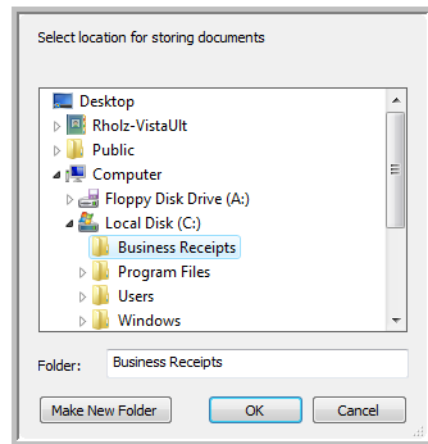 Select location for storing documents
Desktop
Rholz-VistaUlt
Public
Computer
Floppy Disk Drive (A:)
Local Disk (C:)
Business Receipts
Program Files
Users
Windows
Folder: Business Receipts
Make New Folder OK Cancel